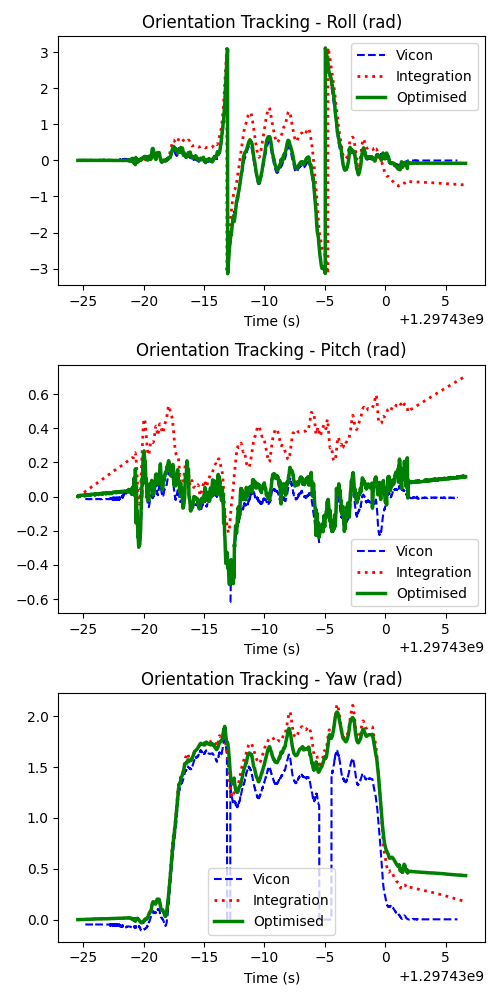 Orientation Tracking - Roll (rad)
3
2
1
0
−1
−2
−3
Vicon
Integration
Optimised
−25 −20 −15 −10 −5 0 5
Time (s)
+1.29743e9
Orientation Tracking - Pitch (rad)
0.6
0.4
0.2
0.0
−0.2
−0.4
−0.6
Vicon
Integration
Optimised
−25 −20 −15 −10 −5 0 5
Time (s)
+1.29743e9
Orientation Tracking - Yaw (rad)
2.0
1.5
1.0
0.5
0.0
Vicon
Integration
Optimised
−25 −20 −15 −10 −5 0 5
Time (s)
+1.29743e9